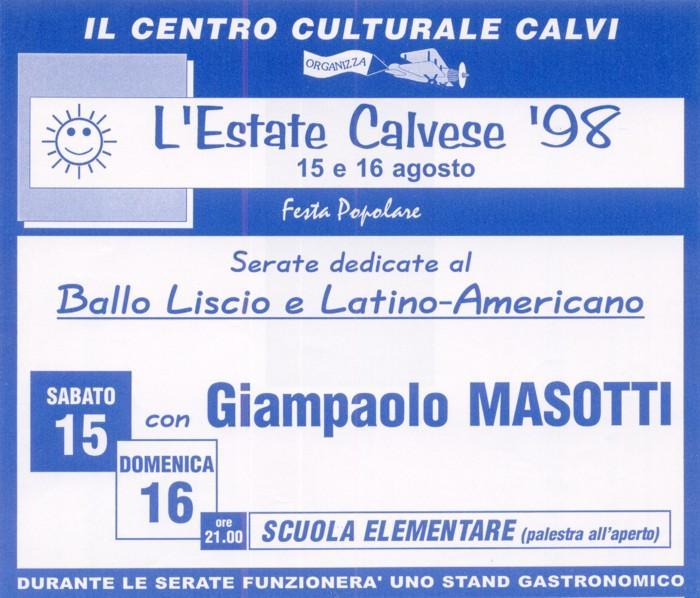 IL CENTRO CULTURALE CALVI
ORGANIZZA
L'Estate Calvese '98
15 e 16 agosto
Festa Popolare
Serate dedicate al
Ballo Liscio e Latino-Americano
SABATO
15
con Giampaolo MASOTTI
DOMENICA
16
ore
21.00
SCUOLA ELEMENTARE (palestra all'aperto)
DURANTE LE SERATE FUNZIONERA' UNO STAND GASTRONOMICO